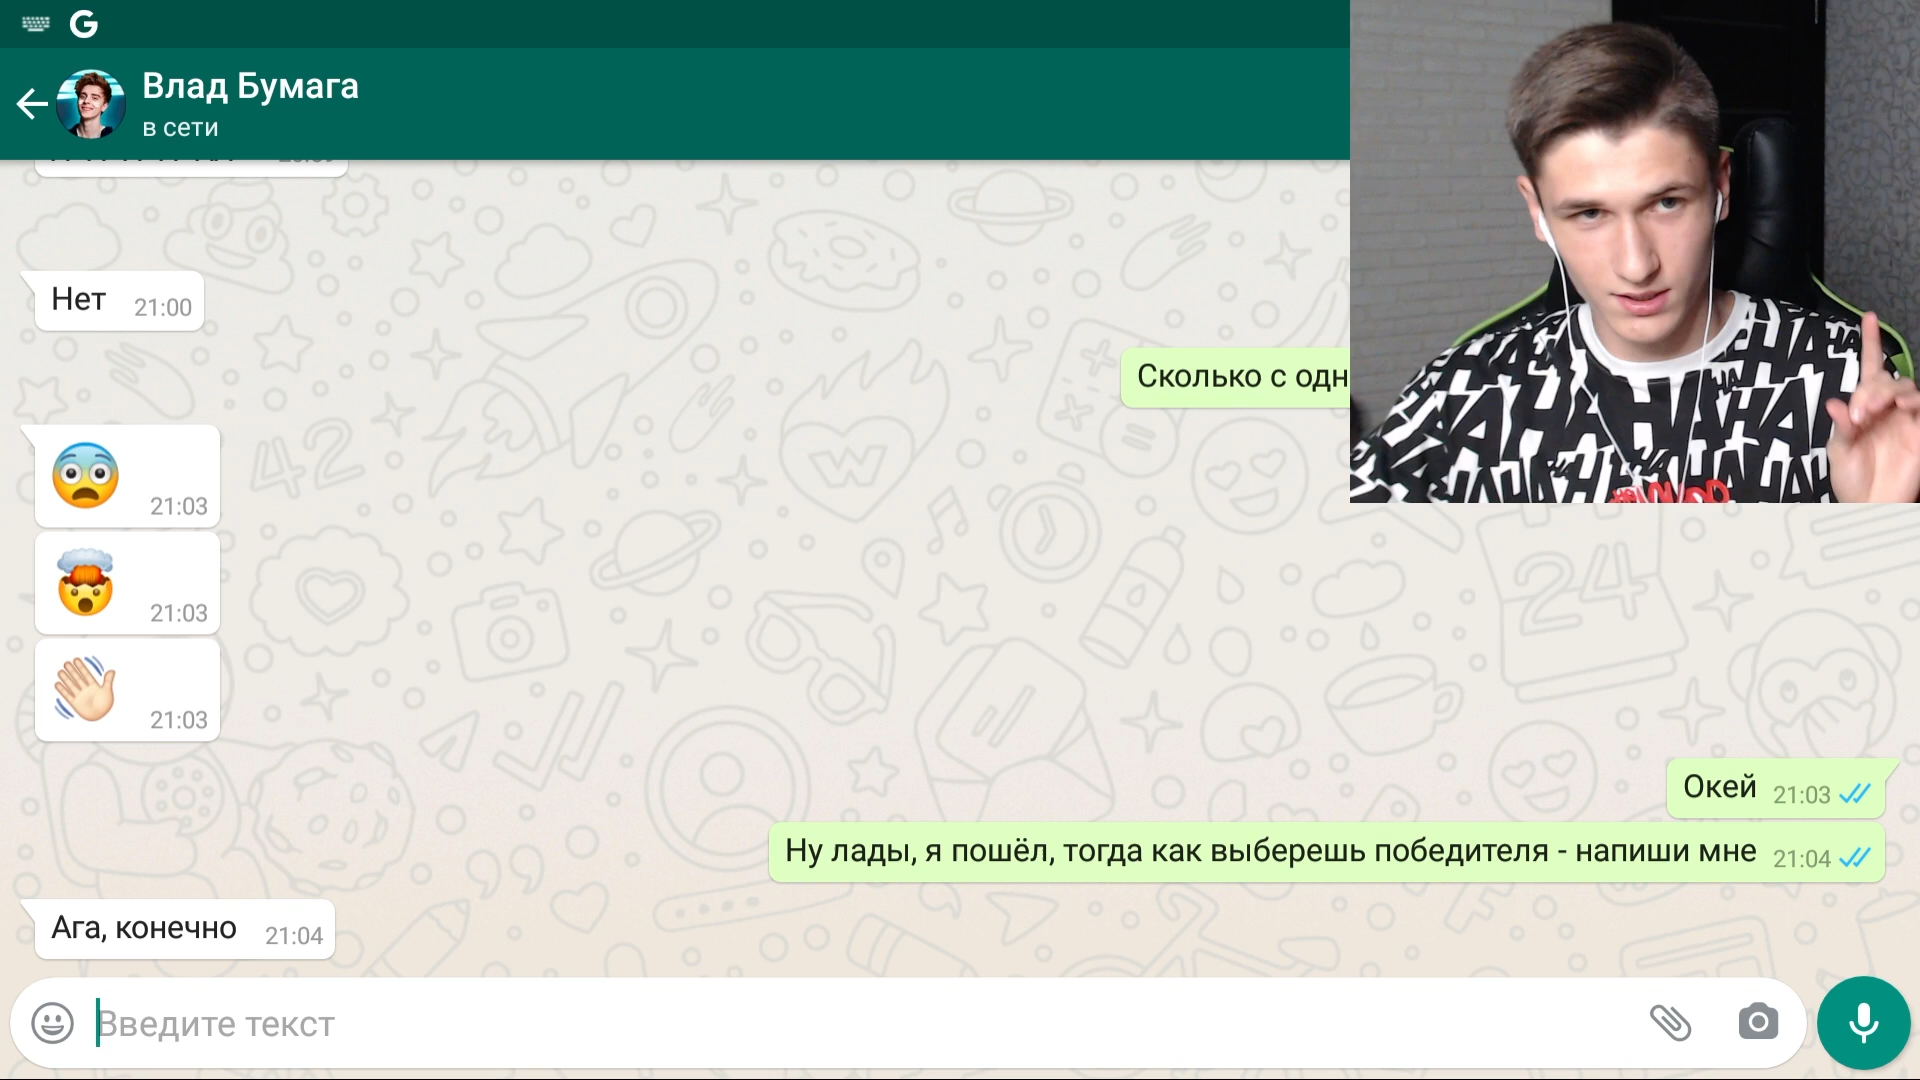 Влад Бумага
в сети
Нет 21:00
Сколько с одн
21:03
21:03
21:03
Окей 21:03
Ну лады, я пошёл, тогда как выберешь победителя - напиши мне 21:04
Ага, конечно 21:04
Введите текст